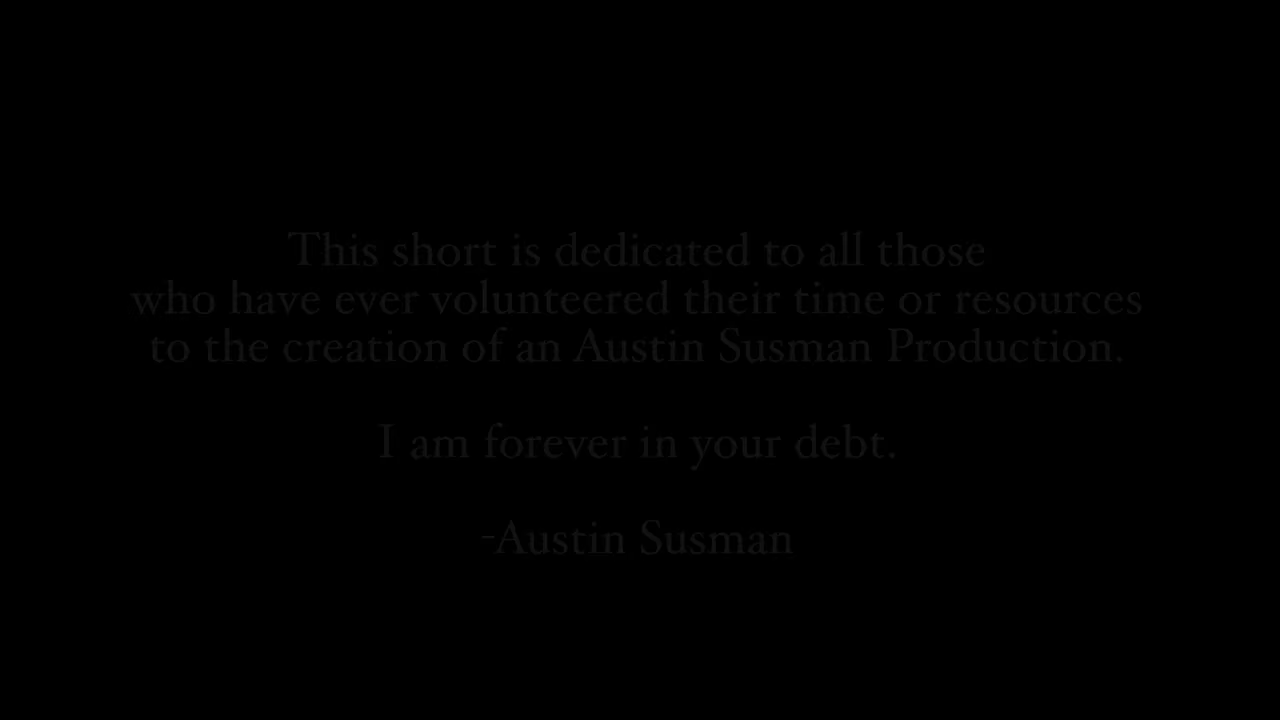 This short is dedicated to all those
who have ever volunteered their time or resources
to the creation of an Austin Susman Production.
I am forever in your debt.
-Austin Susman